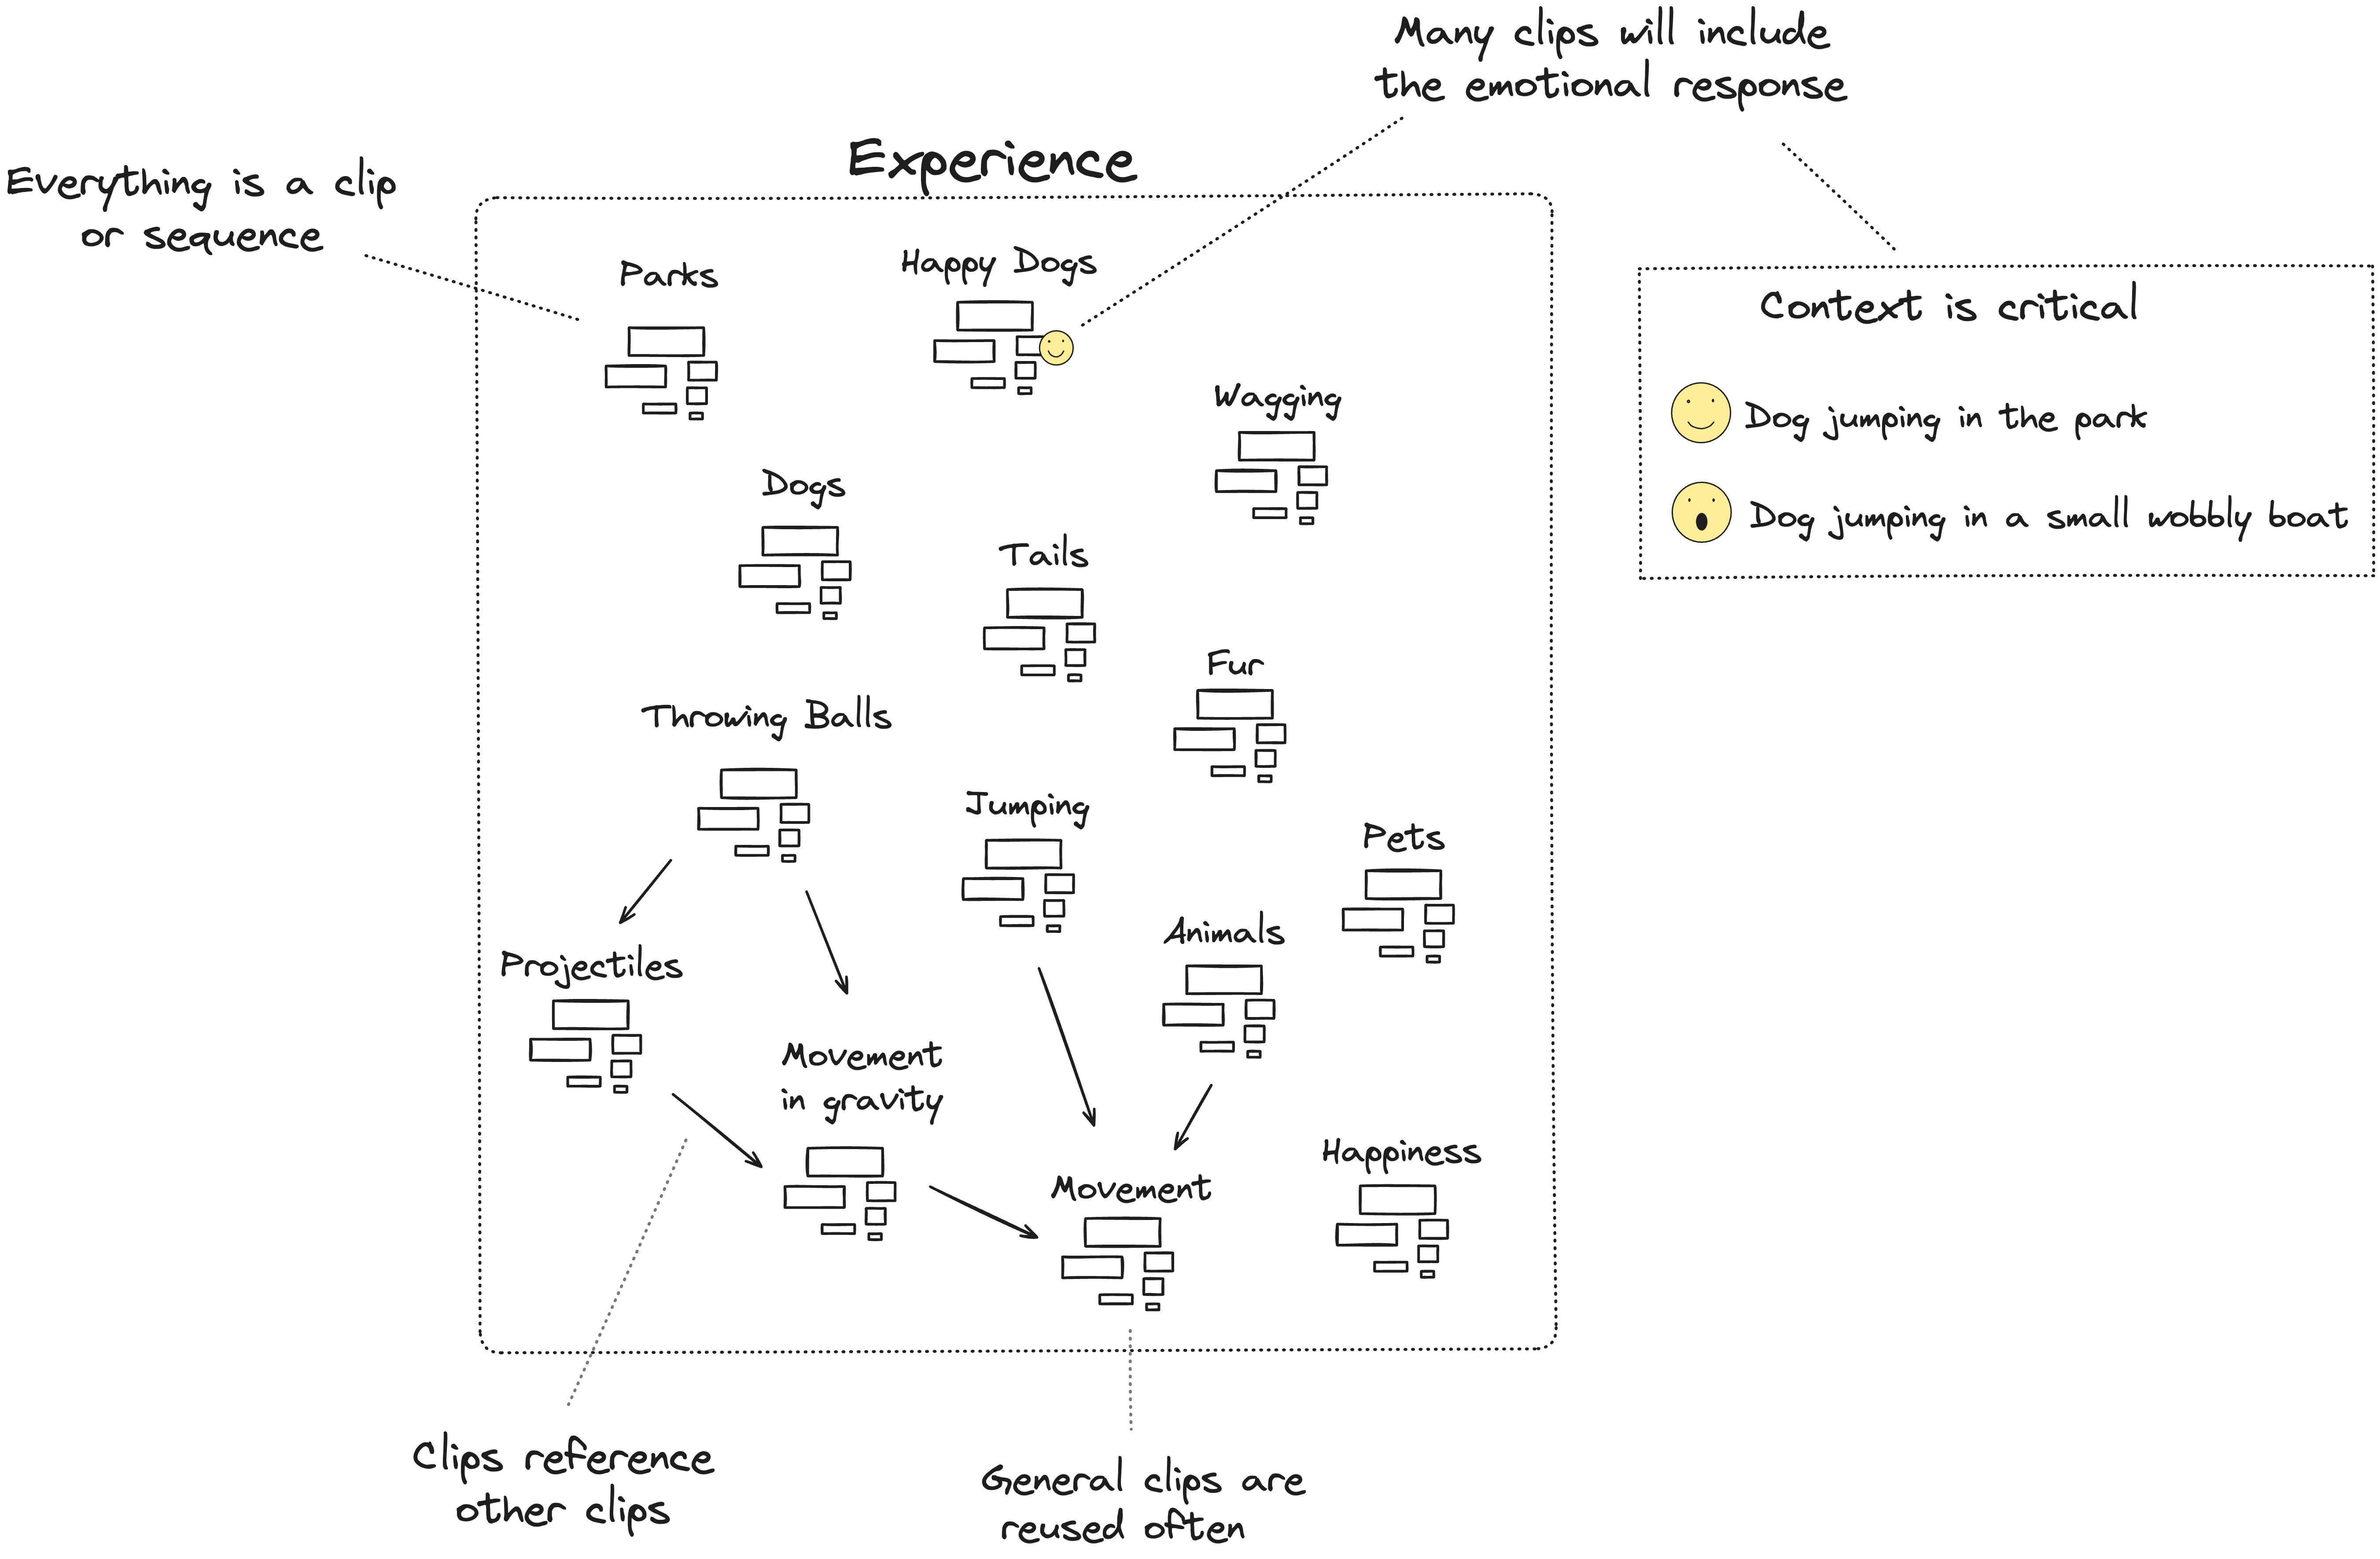 Many clips will include
the emotional response
Experience
Everything is a clip
or sequence
Parks
Happy Dogs
Context is critical
Wagging
Dog jumping in the park
Dogs
Dog jumping in a small wobbly boat
Tails
Fur
Throwing Balls
Jumping
Pets
Animals
Projectiles
Movement
in gravity
Happiness
Movement
Clips reference
other clips
General clips are
reused often